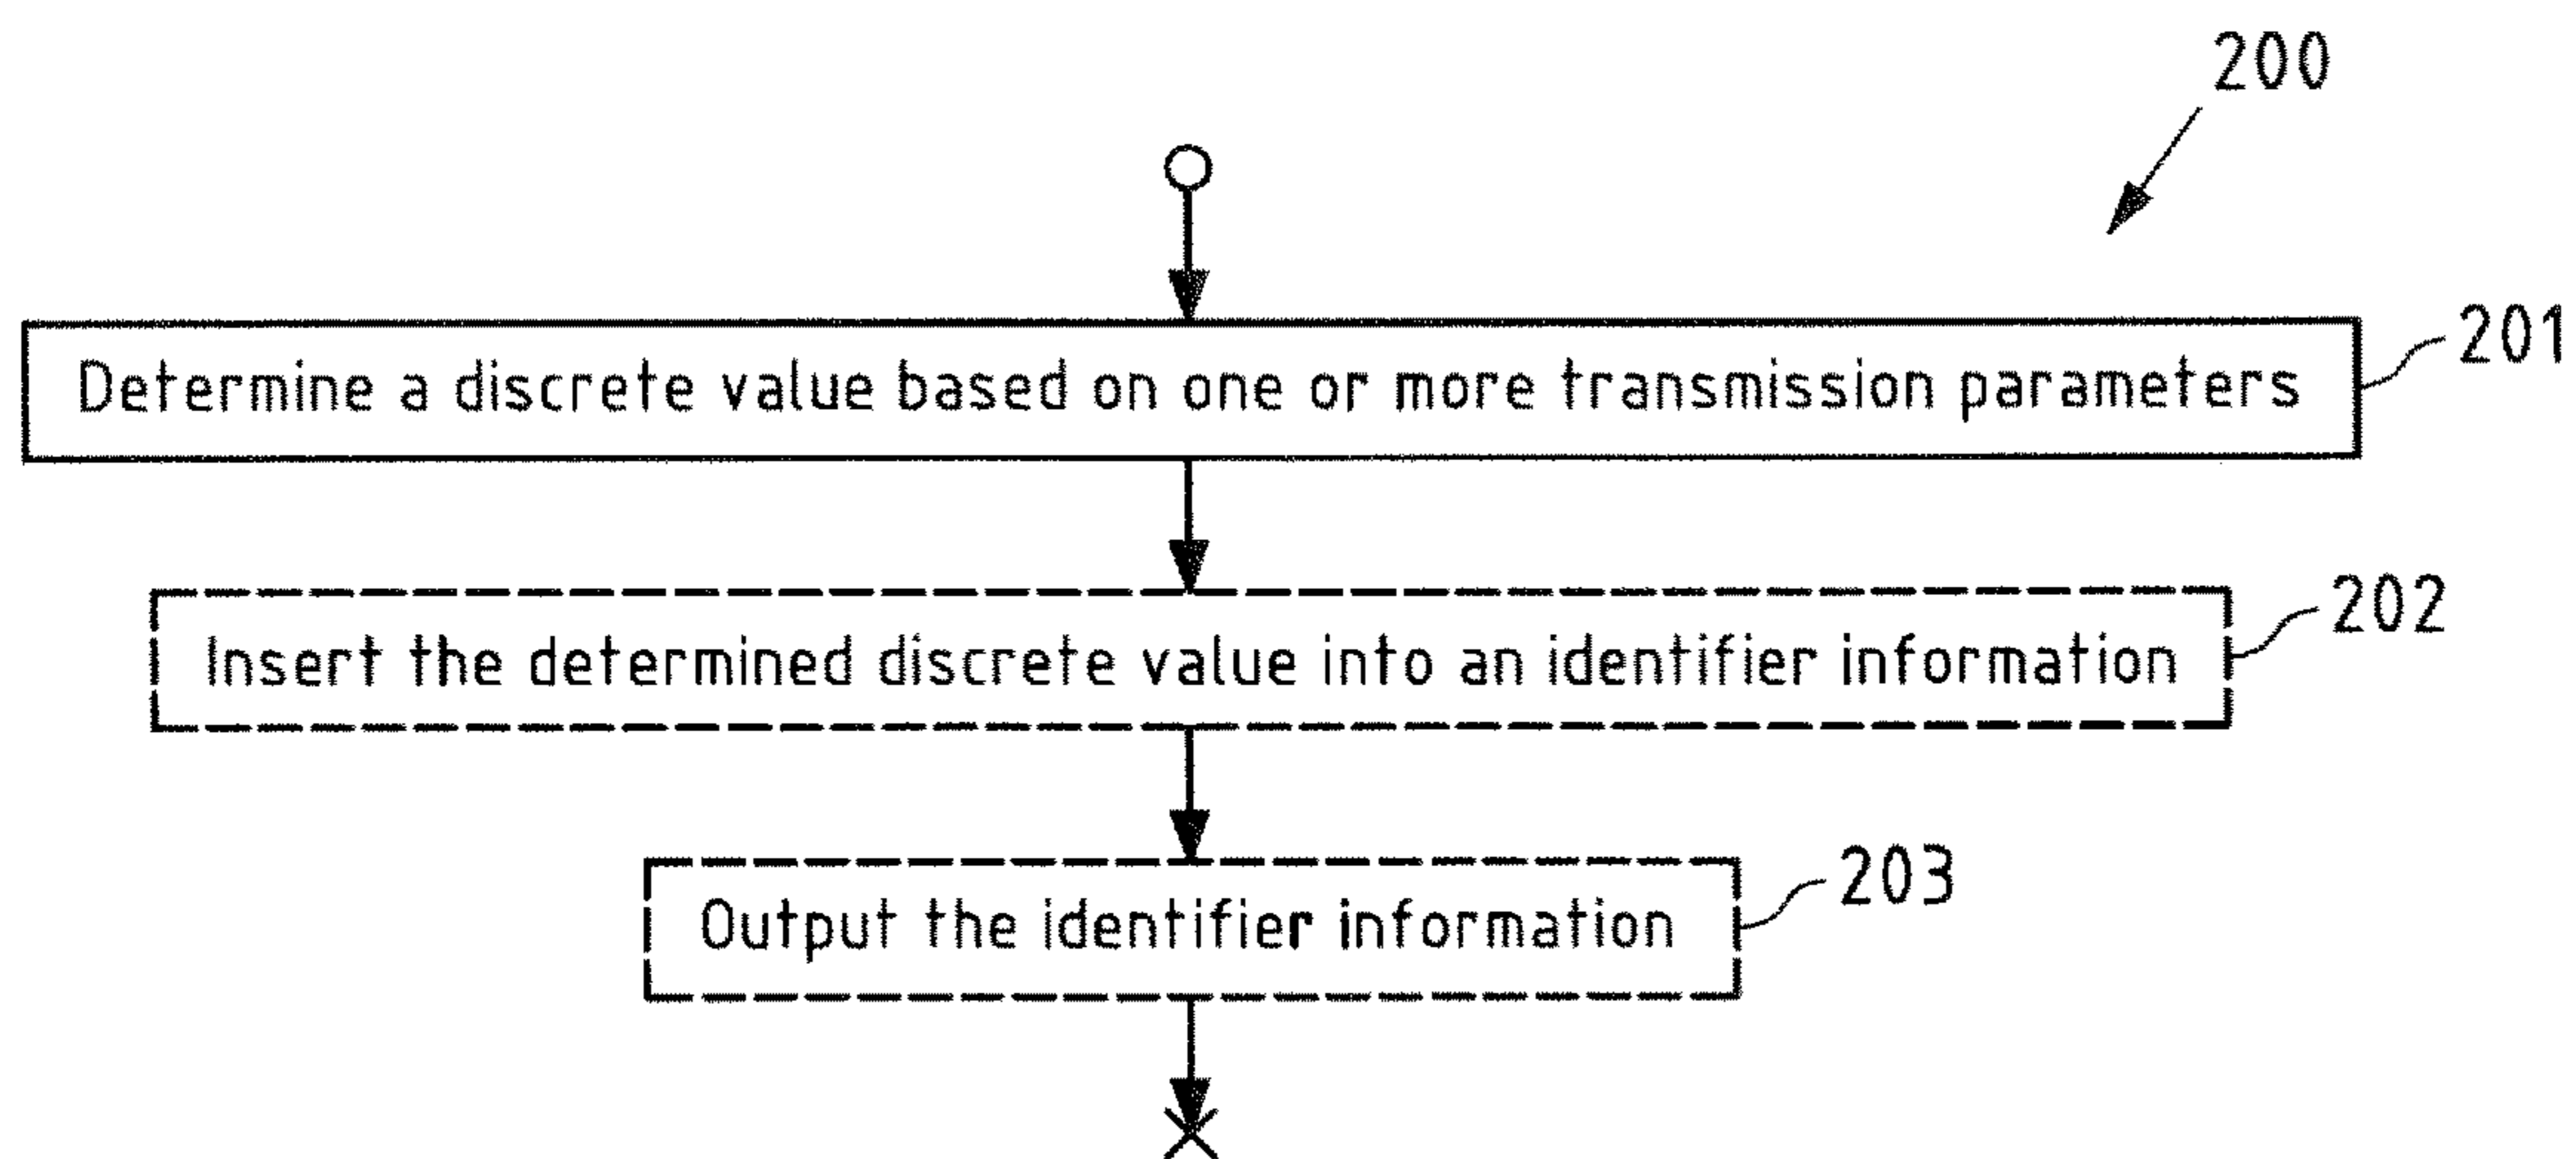 200
Determine a discrete value based on one or more transmission parameters
201
Insert the determined discrete value into an identifier information
202
Output the identifier information
203